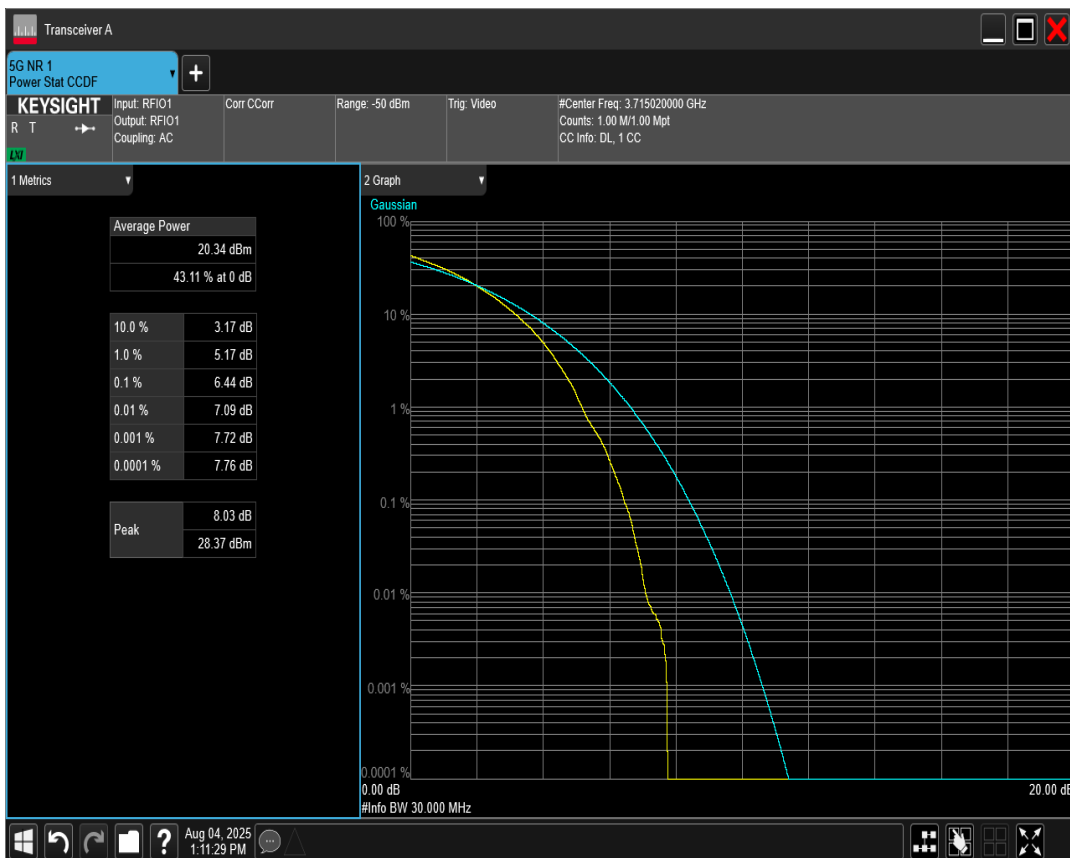 Transceiver A
5G NR 1
Power Stat CCDF
KEYSIGHT
R T
LXI
Input: RFIO1
Output: RFIO1
Coupling: AC
Corr CCorr
Range: -50 dBm
Trig: Video
#Center Freq: 3.715020000 GHz
Counts: 1.00 M/1.00 Mpt
CC Info: DL, 1 CC
1 Metrics
Average Power
20.34 dBm
43.11 % at 0 dB
10.0 % 3.17 dB
1.0 % 5.17 dB
0.1 % 6.44 dB
0.01 % 7.09 dB
0.001 % 7.72 dB
0.0001 % 7.76 dB
Peak
8.03 dB
28.37 dBm
2 Graph
Gaussian
100 %
10 %
1 %
0.1 %
0.01 %
0.001 %
0.0001 %
0.00 dB
20.00 dB
#Info BW 30.000 MHz
?
Aug 04, 2025
1:11:29 PM